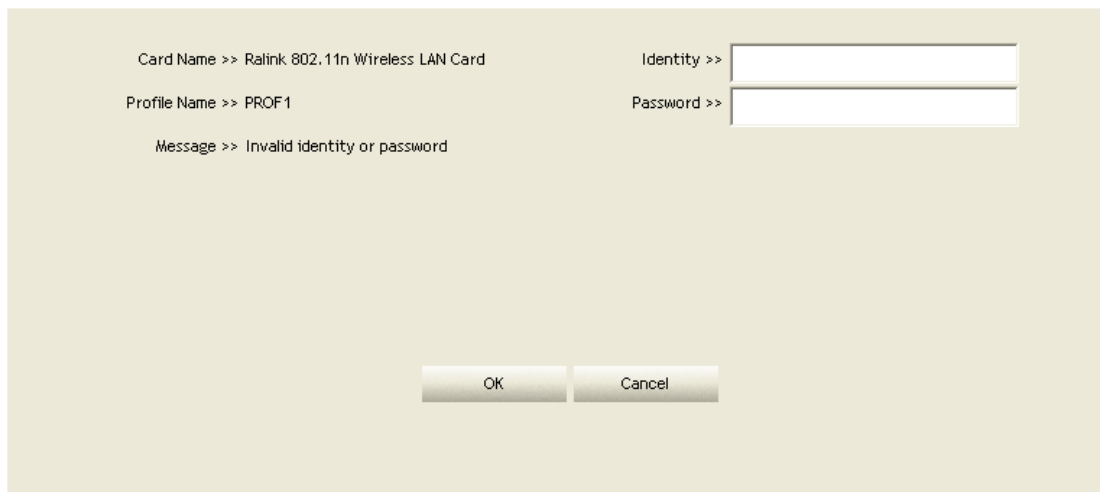 Card Name >> Ralink 802.11n Wireless LAN Card
Identity >>
Profile Name >> PROF1
Password >>
Message >> Invalid identity or password
OK
Cancel